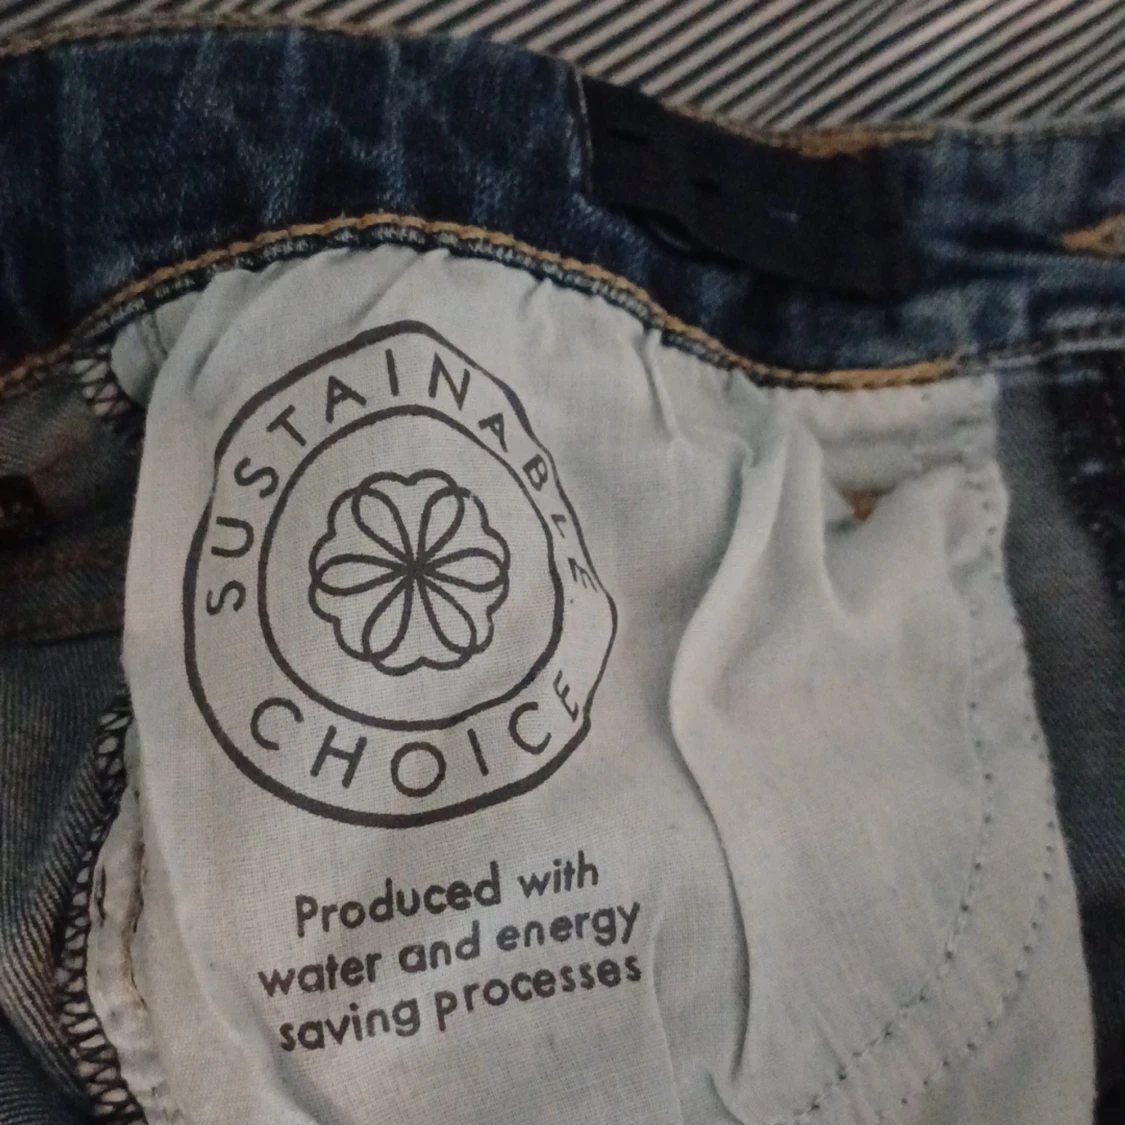 SUSTAINABLE
CHOICE
Produced with
water and energy
saving processes